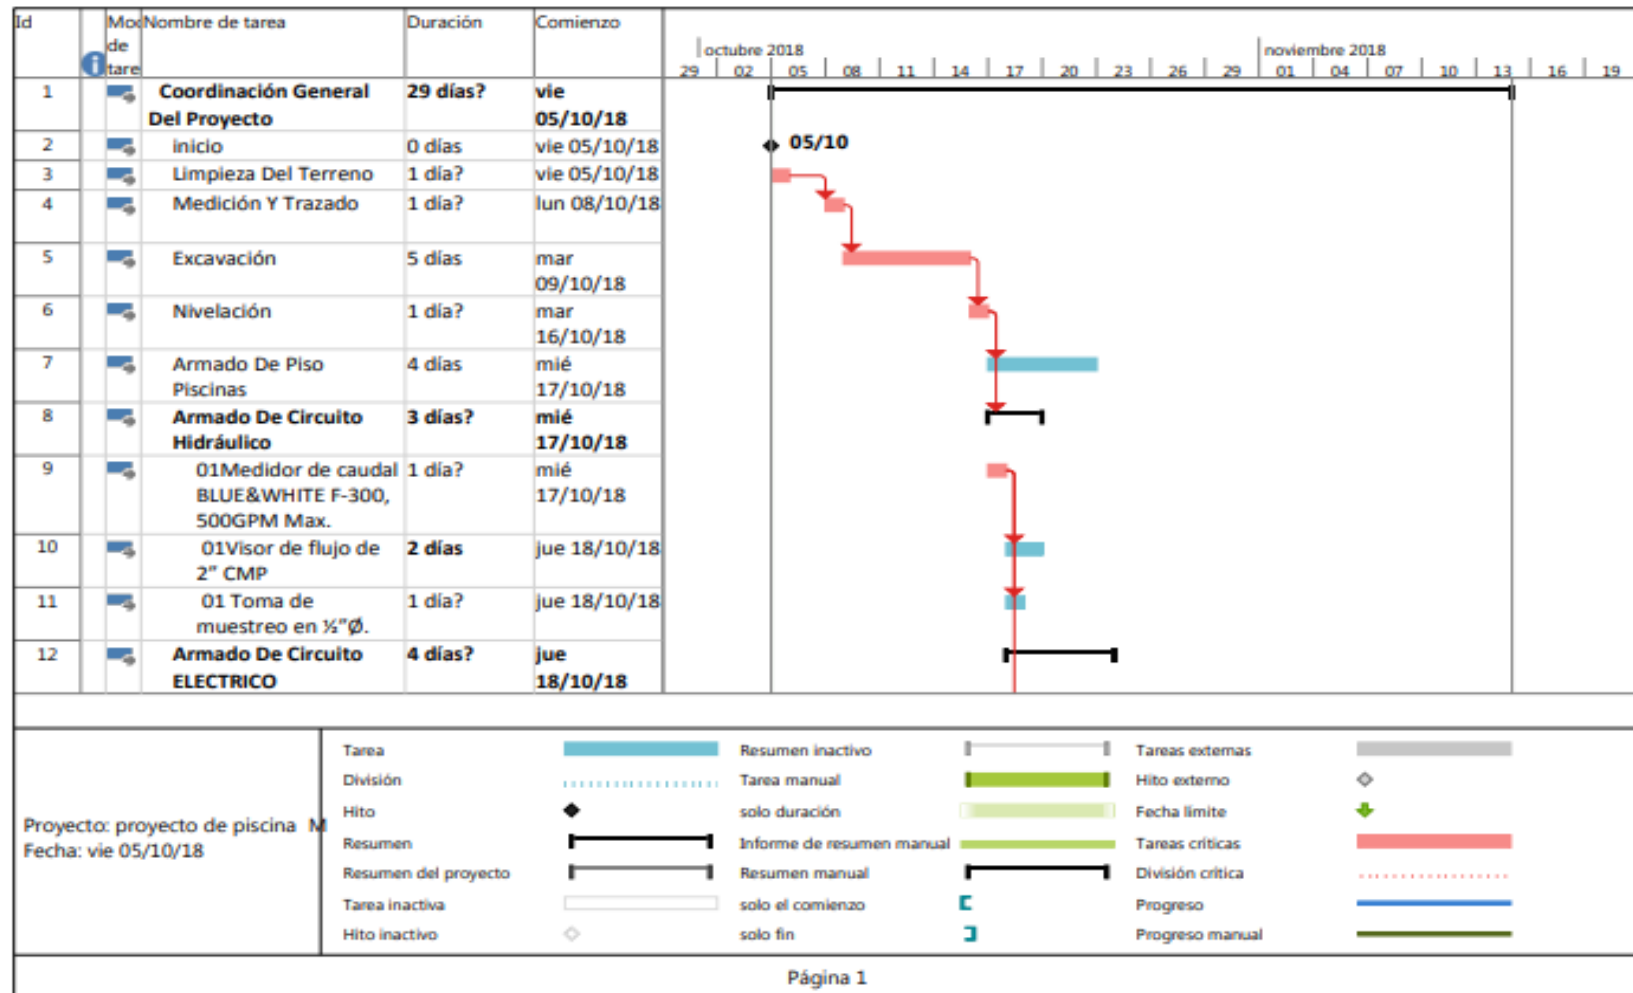 Id
Mod
de
tare
Nombre de tarea
Duración
Comienzo
octubre 2018
noviembre 2018
29 02 05 08 11 14 17 20 23 26 29 01 04 07 10 13 16 19
1 Coordinación General 29 días? vie
Del Proyecto 05/10/18
2 inicio 0 días vie 05/10/18
05/10
3 Limpieza Del Terreno 1 día? vie 05/10/18
4 Medición Y Trazado 1 día? lun 08/10/18
5 Excavación 5 días mar
09/10/18
6 Nivelación 1 día? mar
16/10/18
7 Armado De Piso 4 días mié
Piscinas 17/10/18
8 Armado De Circuito 3 días? mié
Hidráulico 17/10/18
9 01Medidor de caudal 1 día? mié
BLUE&WHITE F-300, 17/10/18
500GPM Max.
10 01Visor de flujo de 2 días jue 18/10/18
2" CMP
11 01 Toma de 1 día? jue 18/10/18
muestreo en ½"Ø.
12 Armado De Circuito 4 días? jue
ELECTRICO 18/10/18
Proyecto: proyecto de piscina M
Fecha: vie 05/10/18
Tarea
División
Hito
Resumen
Resumen del proyecto
Tarea inactiva
Hito inactivo
Resumen inactivo
Tarea manual
solo duración
Informe de resumen manual
Resumen manual
solo el comienzo
solo fin
Tareas externas
Hito externo
Fecha límite
Tareas críticas
División crítica
Progreso
Progreso manual
Página 1